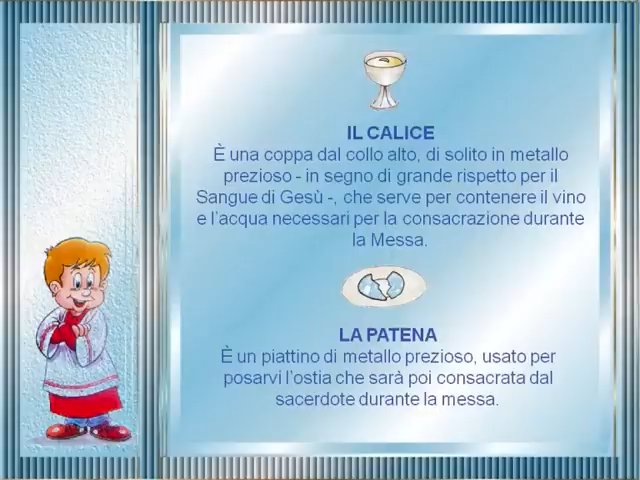 IL CALICE
È una coppa dal collo alto, di solito in metallo
prezioso - in segno di grande rispetto per il
Sangue di Gesù -, che serve per contenere il vino
e l'acqua necessari per la consacrazione durante
la Messa.
LA PATENA
È un piattino di metallo prezioso, usato per
posarvi l'ostia che sarà poi consacrata dal
sacerdote durante la messa.